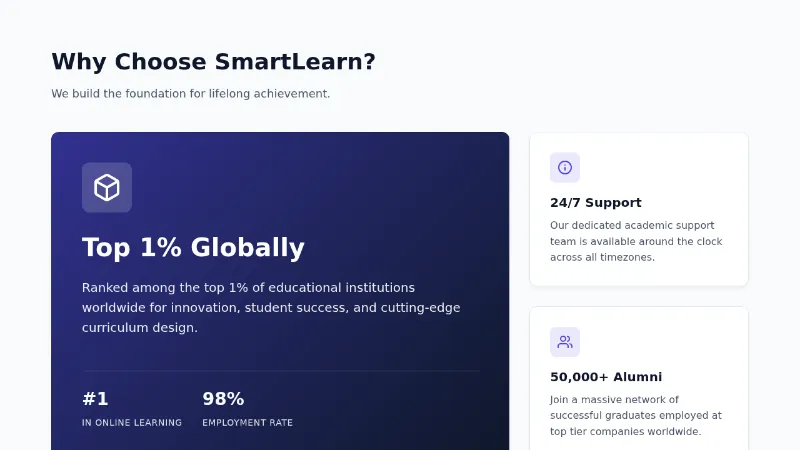 Why Choose SmartLearn?
We build the foundation for lifelong achievement.
Top 1% Globally
Ranked among the top 1% of educational institutions
worldwide for innovation, student success, and cutting-edge
curriculum design.
#1
IN ONLINE LEARNING
98%
EMPLOYMENT RATE
24/7 Support
Our dedicated academic support
team is available around the clock
across all timezones.
50,000+ Alumni
Join a massive network of
successful graduates employed at
top tier companies worldwide.